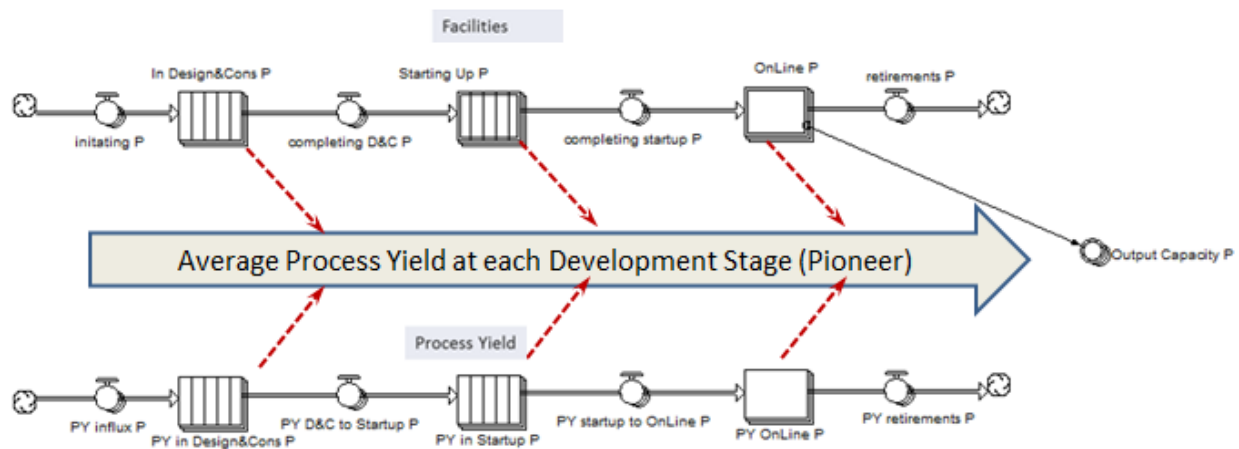 Facilities
In Design&Cons P
Starting Up P
OnLine P
retirements P
initating P
completing D&C P
completing startup P
Average Process Yield at each Development Stage (Pioneer)
Output Capacity P
Process Yield
PY influx P
PY in Design&Cons P
PY D&C to Startup P
PY in Startup P
PY startup to OnLine P
PY OnLine P
PY retirements P